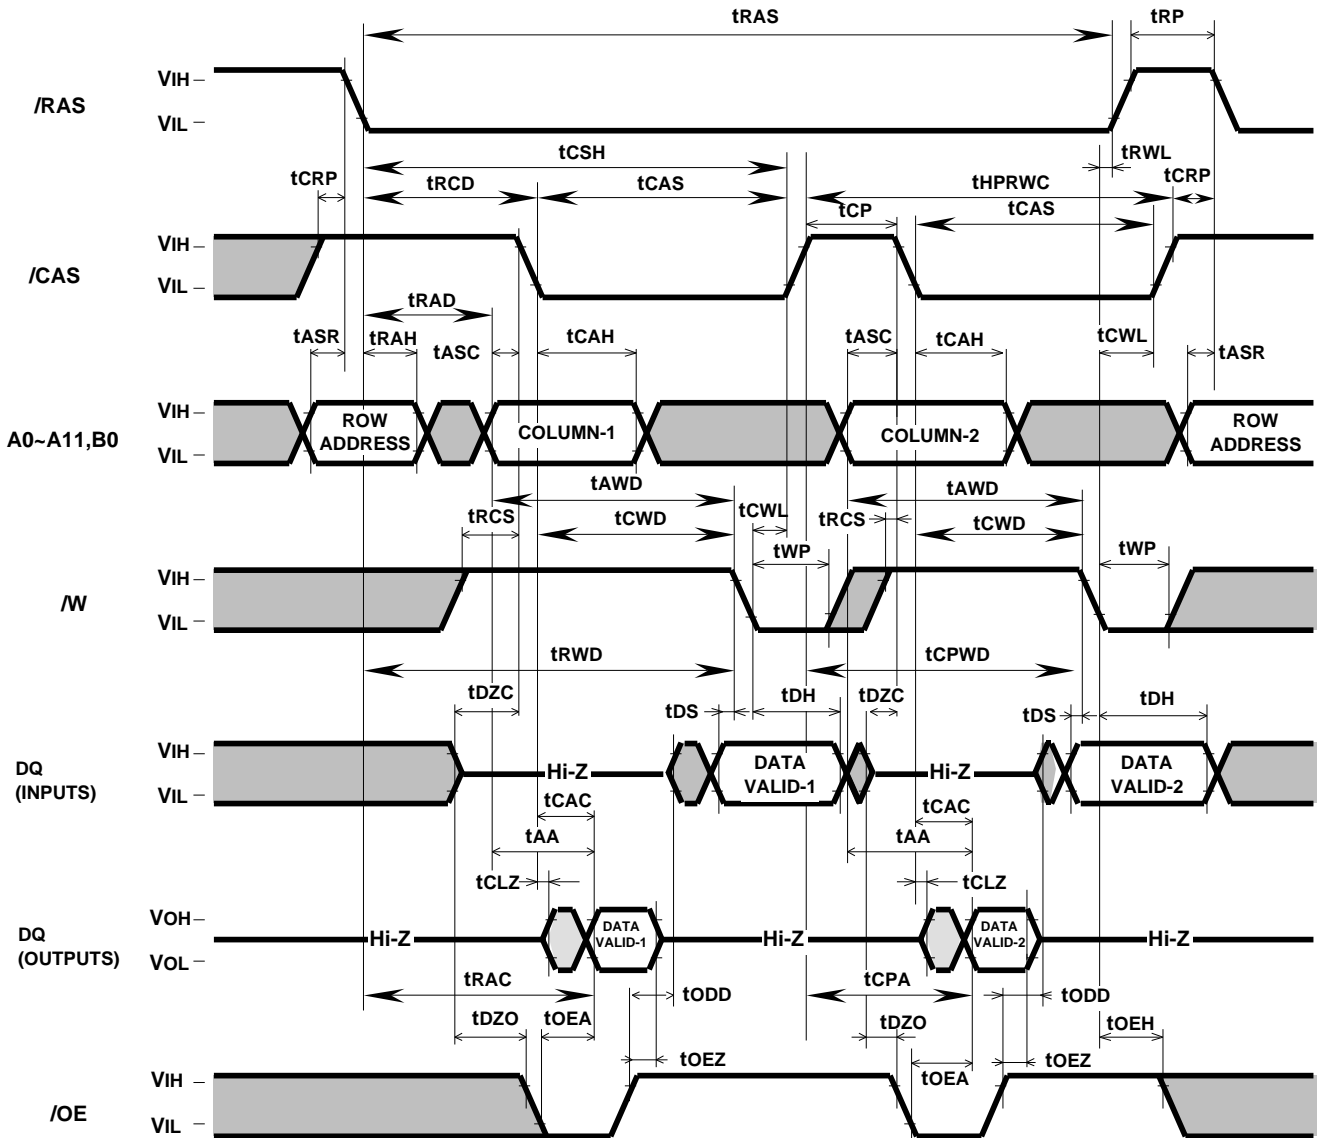 tRAS
tRP
/RAS
VIH
VIL
tCSH
tRWL
tCRP
tRCD
tCAS
tHPRWC
tCRP
tCP
tCAS
/CAS
VIH
VIL
tRAD
tASR
tRAH
tASC
tCAH
tASC
tCAH
tCWL
tASR
A0~A11,B0
VIH
VIL
ROW
ADDRESS
COLUMN-1
COLUMN-2
ROW
ADDRESS
tAWD
tAWD
tRCS
tCWD
tCWL
tRCS
tCWD
tWP
tWP
/W
VIH
VIL
tRWD
tCPWD
tDZC
tDS
tDH
tDZC
tDS
tDH
DQ
(INPUTS)
VIH
VIL
Hi-Z
DATA
VALID-1
Hi-Z
DATA
VALID-2
tCAC
tCAC
tAA
tAA
tCLZ
tCLZ
DQ
(OUTPUTS)
VOH
VOL
Hi-Z
DATA
VALID-1
Hi-Z
DATA
VALID-2
Hi-Z
tRAC
tODD
tCPA
tODD
tDZO
tOEA
tDZO
tOEH
tOEZ
tOEA
tOEZ
/OE
VIH
VIL